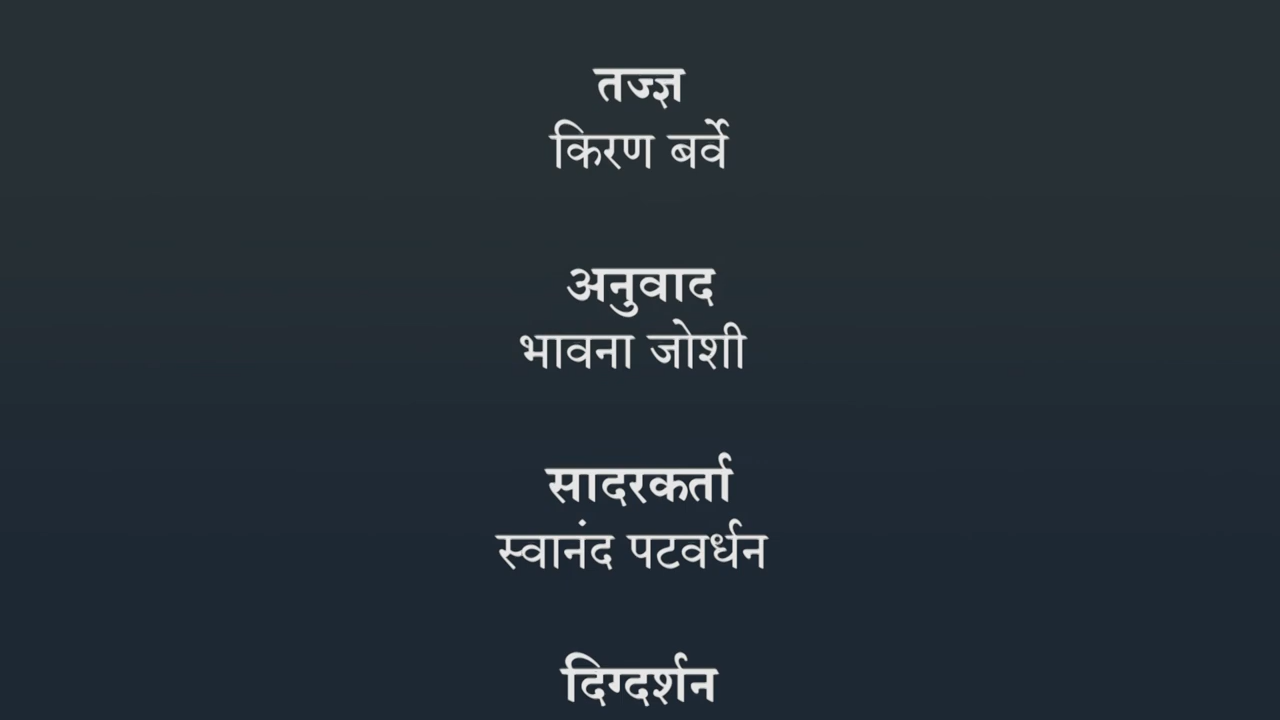 तज्ज्ञ
किरण बर्वे
अनुवाद
भावना जोशी
सादरकर्ता
स्वानंद पटवर्धन
दिग्दर्शन